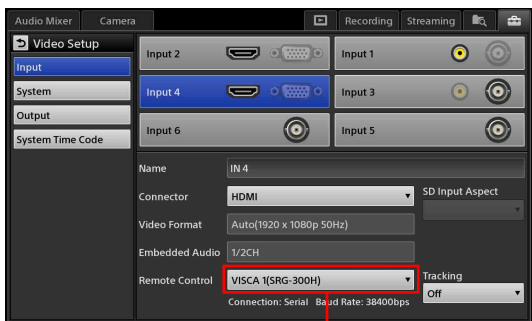 Audio Mixer Camera Recording Streaming
Video Setup
Input
System
Output
System Time Code
Input 2 Input 1
Input 4 Input 3
Input 6 Input 5
Name IN 4
Connector HDMI SD Input Aspect
Video Format Auto(1920 x 1080p 50Hz)
Embedded Audio 1/2CH
Remote Control VISCA 1(SRG-300H) Tracking
Off
Connection: Serial Baud Rate: 38400bps